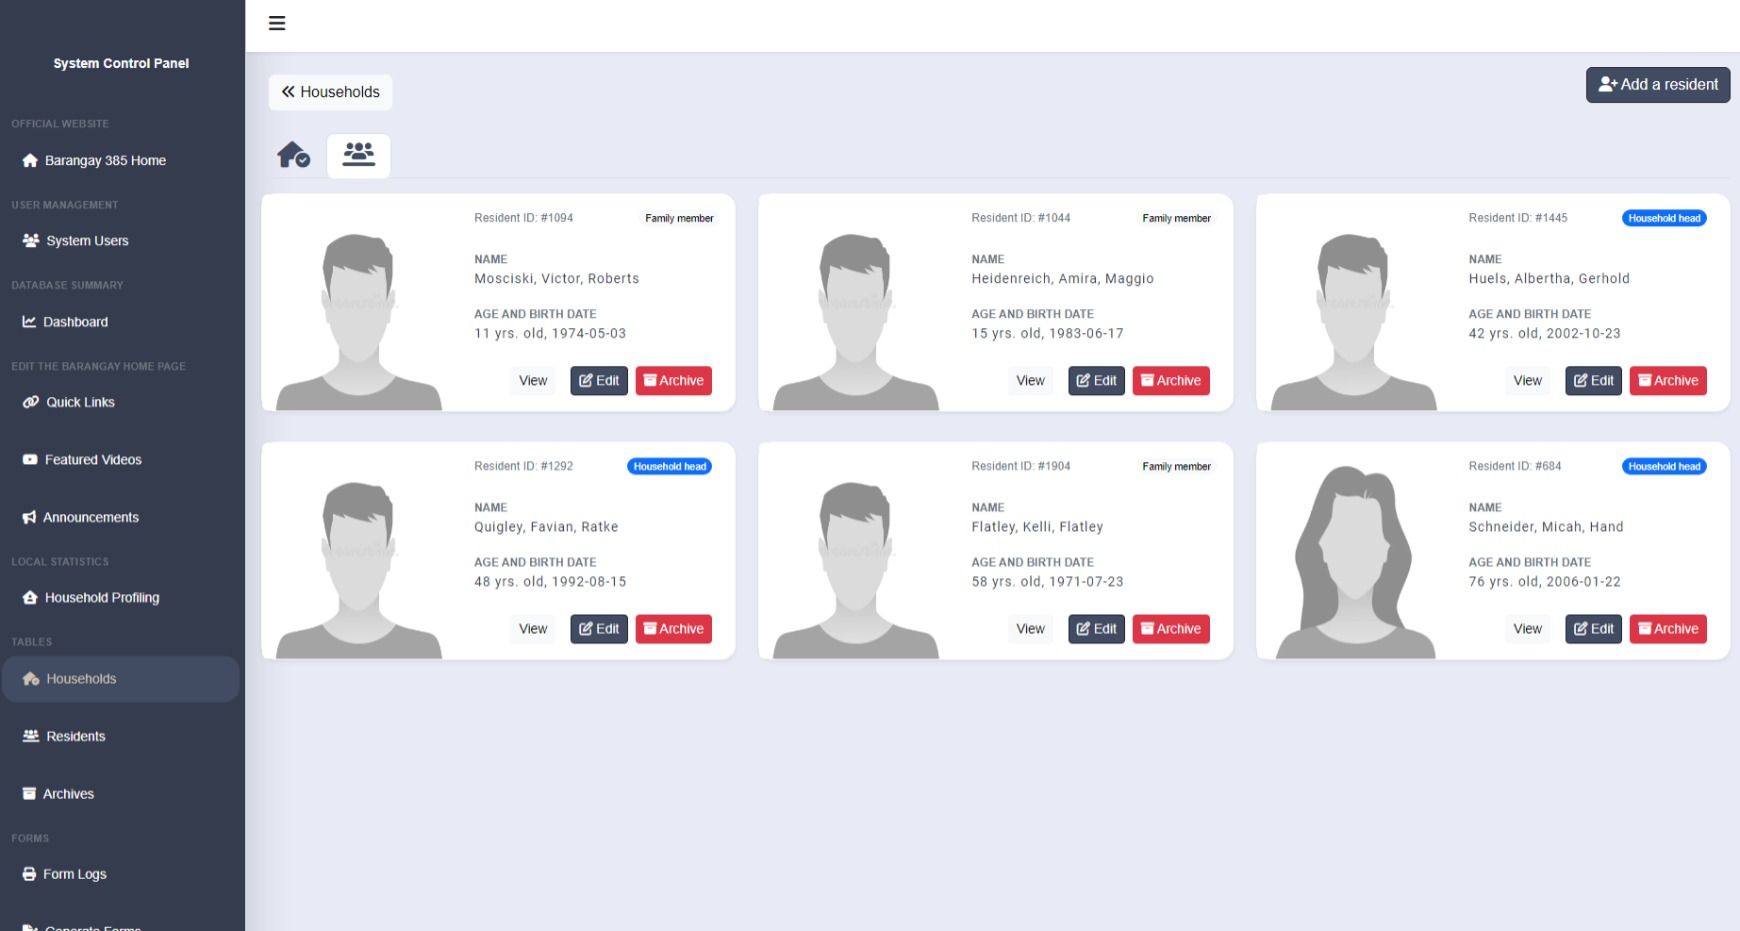 System Control Panel
OFFICIAL WEBSITE
Barangay 385 Home
USER MANAGEMENT
System Users
DATABASE SUMMARY
Dashboard
EDIT THE BARANGAY HOME PAGE
Quick Links
Featured Videos
Announcements
LOCAL STATISTICS
Household Profiling
TABLES
Households
Residents
Archives
FORMS
Form Logs
Generate Forms
Households
Add a resident
Resident ID: #1094 Family member
NAME
Mosciski, Victor, Roberts
AGE AND BIRTH DATE
11 yrs. old, 1974-05-03
View Edit Archive
Resident ID: #1044 Family member
NAME
Heidenreich, Amira, Maggio
AGE AND BIRTH DATE
15 yrs. old, 1983-06-17
View Edit Archive
Resident ID: #1445 Household head
NAME
Huels, Albertha, Gerhold
AGE AND BIRTH DATE
42 yrs. old, 2002-10-23
View Edit Archive
Resident ID: #1292 Household head
NAME
Quigley, Favian, Ratke
AGE AND BIRTH DATE
48 yrs. old, 1992-08-15
View Edit Archive
Resident ID: #1904 Family member
NAME
Flatley, Kelli, Flatley
AGE AND BIRTH DATE
58 yrs. old, 1971-07-23
View Edit Archive
Resident ID: #684 Household head
NAME
Schneider, Micah, Hand
AGE AND BIRTH DATE
76 yrs. old, 2006-01-22
View Edit Archive